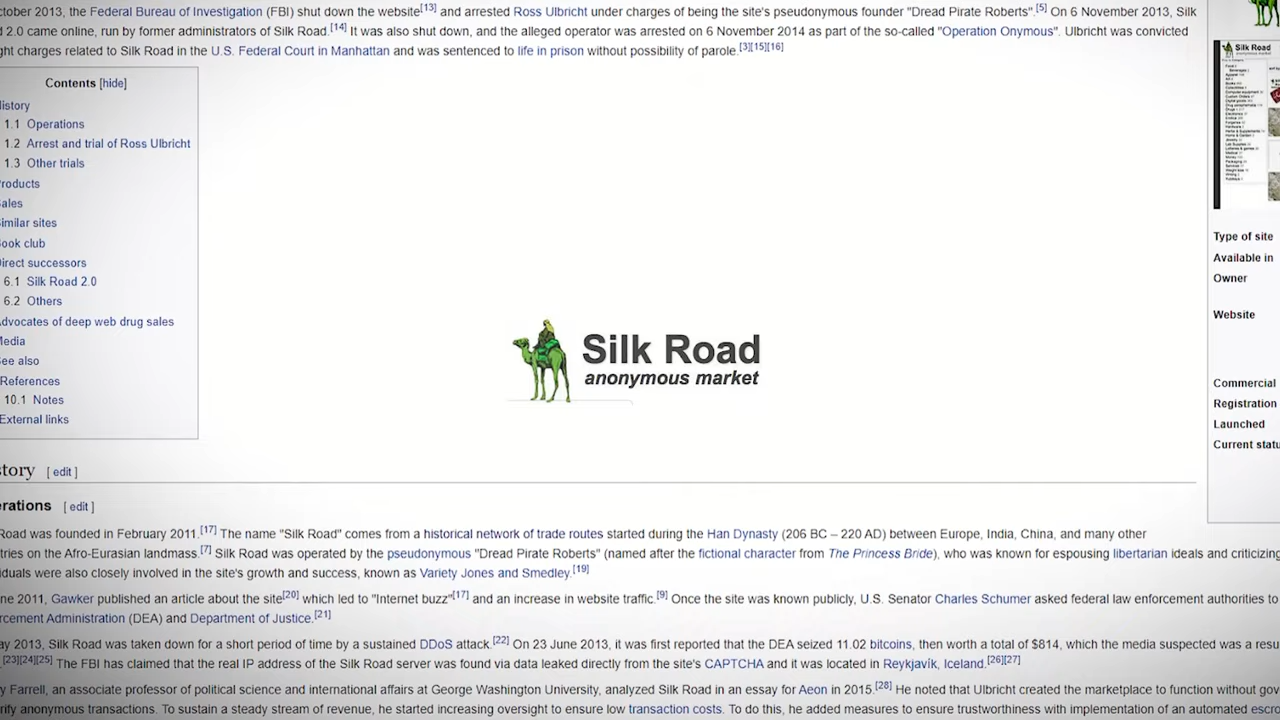 ctober 2013, the Federal Bureau of Investigation (FBI) shut down the website[13] and arrested Ross Ulbricht under charges of being the site's pseudonymous founder "Dread Pirate Roberts".[5] On 6 November 2013, Silk
d 2.0 came online, run by former administrators of Silk Road.[14] It was also shut down, and the alleged operator was arrested on 6 November 2014 as part of the so-called "Operation Onymous". Ulbricht was convicted
ht charges related to Silk Road in the U.S. Federal Court in Manhattan and was sentenced to life in prison without possibility of parole.[3][15][16]
Contents [hide]
istory
1.1 Operations
1.2 Arrest and trial of Ross Ulbricht
1.3 Other trials
roducts
ales
imilar sites
ook club
irect successors
6.1 Silk Road 2.0
6.2 Others
dvocates of deep web drug sales
Media
ee also
References
10.1 Notes
External links
Silk Road
anonymous market
Silk Road
anonymous market
Type of site
Available in
Owner
Website
Commercial
Registration
Launched
Current statu
story [ edit ]
erations [ edit ]
Road was founded in February 2011.[17] The name "Silk Road" comes from a historical network of trade routes started during the Han Dynasty (206 BC – 220 AD) between Europe, India, China, and many other
tries on the Afro-Eurasian landmass.[7] Silk Road was operated by the pseudonymous "Dread Pirate Roberts" (named after the fictional character from The Princess Bride), who was known for espousing libertarian ideals and criticizing
iduals were also closely involved in the site's growth and success, known as Variety Jones and Smedley.[19]
ne 2011, Gawker published an article about the site[20] which led to "Internet buzz"[17] and an increase in website traffic.[9] Once the site was known publicly, U.S. Senator Charles Schumer asked federal law enforcement authorities to
rcement Administration (DEA) and Department of Justice.[21]
ay 2013, Silk Road was taken down for a short period of time by a sustained DDoS attack.[22] On 23 June 2013, it was first reported that the DEA seized 11.02 bitcoins, then worth a total of $814, which the media suspected was a resu
[23][24][25] The FBI has claimed that the real IP address of the Silk Road server was found via data leaked directly from the site's CAPTCHA and it was located in Reykjavík, Iceland.[26][27]
y Farrell, an associate professor of political science and international affairs at George Washington University, analyzed Silk Road in an essay for Aeon in 2015.[28] He noted that Ulbricht created the marketplace to function without gov
rify anonymous transactions. To sustain a steady stream of revenue, he started increasing oversight to ensure low transaction costs. To do this, he added measures to ensure trustworthiness with implementation of an automated escro